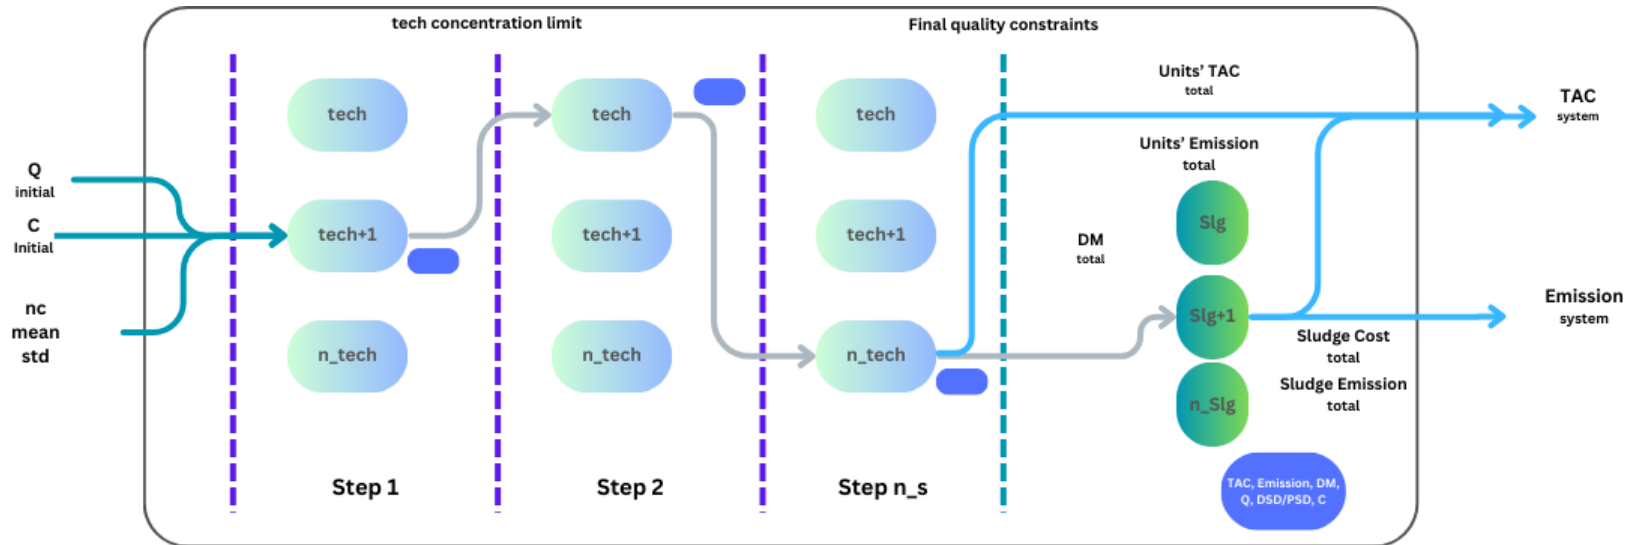 tech concentration limit
Final quality constraints
Q
initial
C
Initial
nc
mean
std
tech
tech+1
n_tech
Step 1
tech
tech+1
n_tech
Step 2
tech
tech+1
n_tech
Step n_s
Units' TAC
total
Units' Emission
total
DM
total
Slg
Slg+1
n_Slg
Sludge Cost
total
Sludge Emission
total
TAC, Emission, DM,
Q, DSD/PSD, C
TAC
system
Emission
system